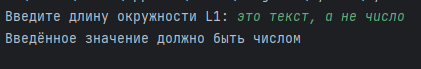 Введите длину окружности L1: это текст, а не число
Введённое значение должно быть числом